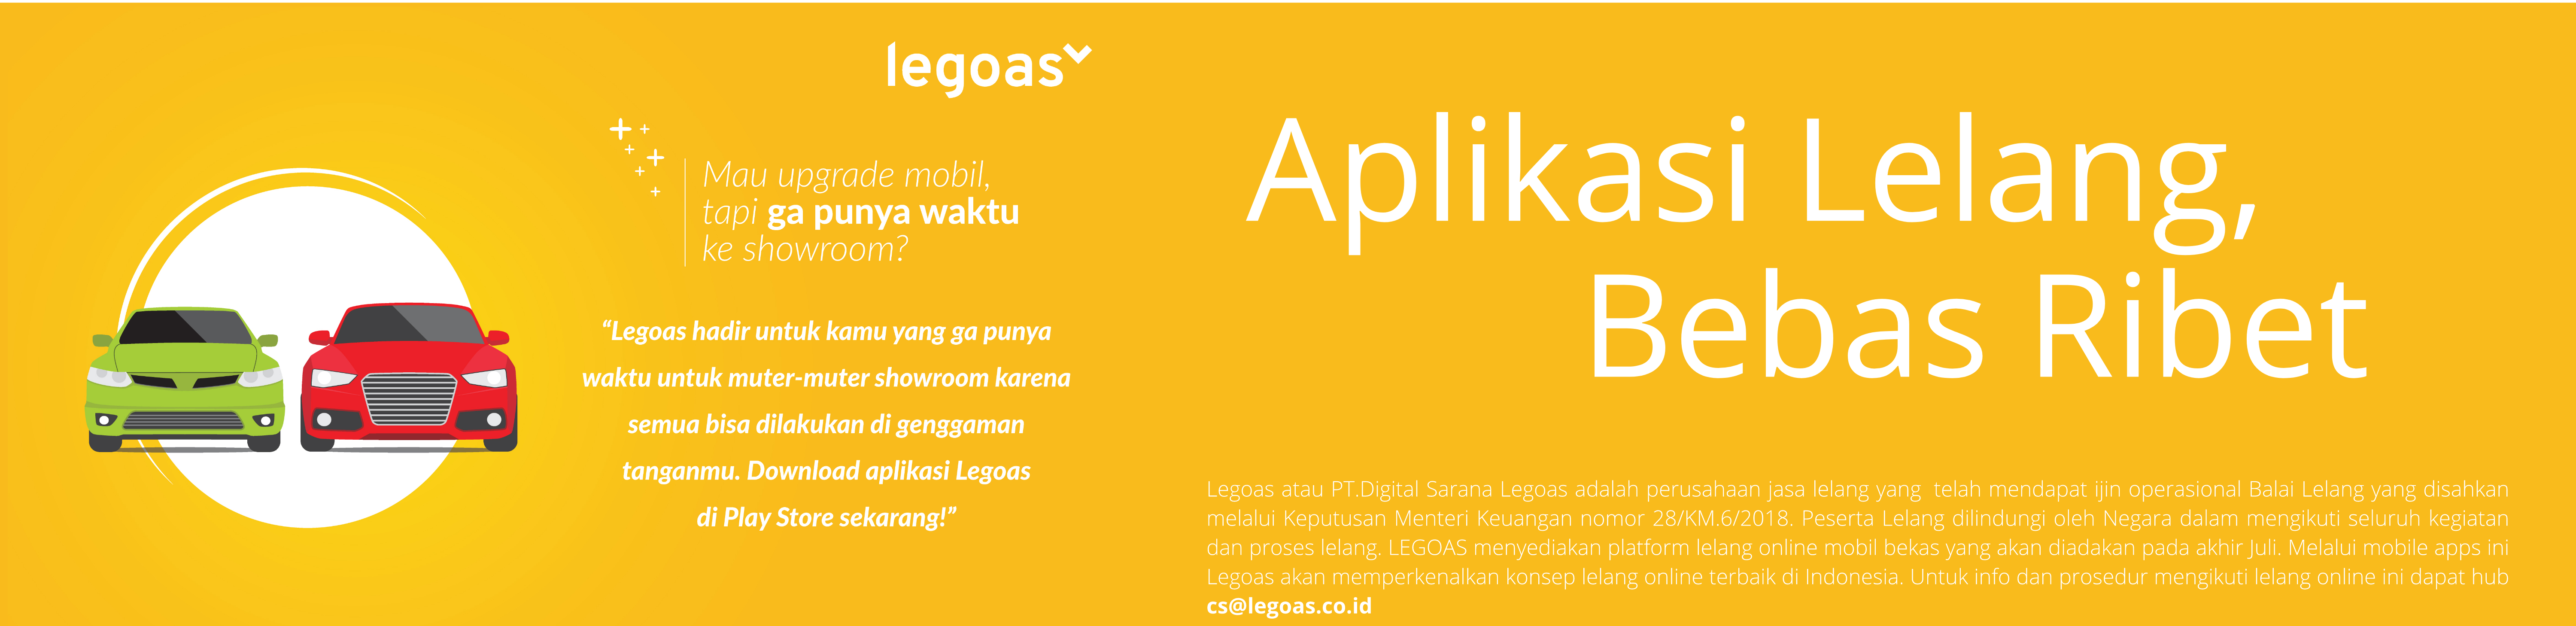 legoas
Mau upgrade mobil,
tapi ga punya waktu
ke showroom?
“Legoas hadir untuk kamu yang ga punya
waktu untuk muter-muter showroom karena
semua bisa dilakukan di genggaman
tanganmu. Download aplikasi Legoas
di Play Store sekarang!”
Aplikasi Lelang,
Bebas Ribet
Legoas atau PT.Digital Sarana Legoas adalah perusahaan jasa lelang yang telah mendapat ijin operasional Balai Lelang yang disahkan
melalui Keputusan Menteri Keuangan nomor 28/KM.6/2018. Peserta Lelang dilindungi oleh Negara dalam mengikuti seluruh kegiatan
dan proses lelang. LEGOAS menyediakan platform lelang online mobil bekas yang akan diadakan pada akhir Juli. Melalui mobile apps ini
Legoas akan memperkenalkan konsep lelang online terbaik di Indonesia. Untuk info dan prosedur mengikuti lelang online ini dapat hub
cs@legoas.co.id